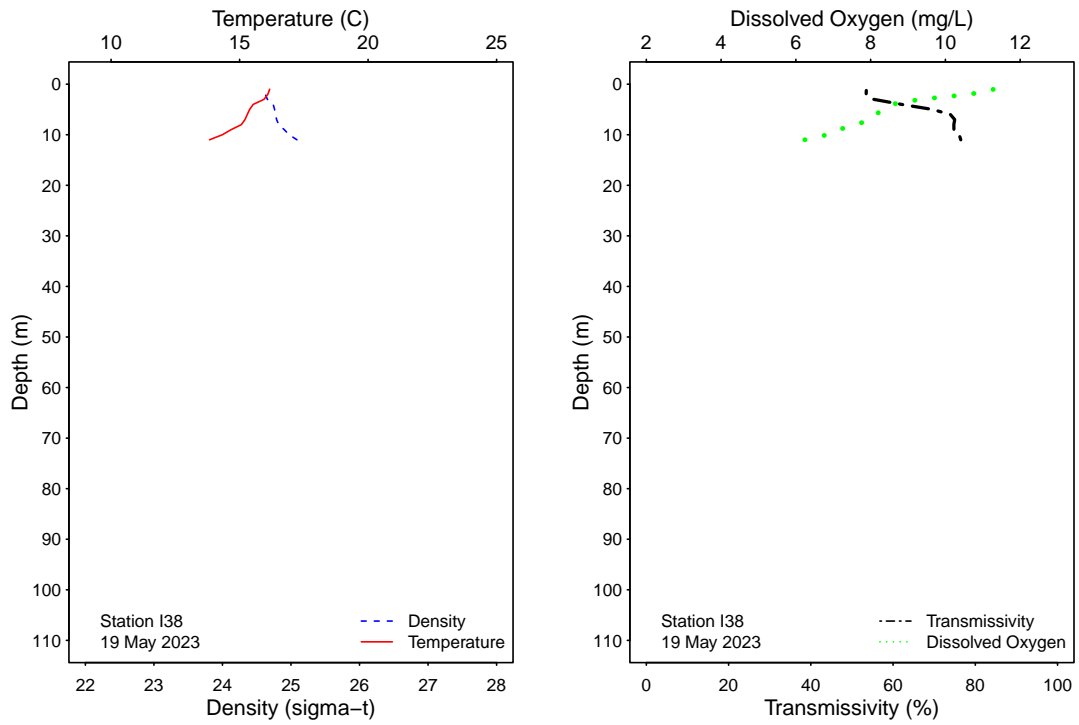 Temperature (C)
10 15 20 25
0
10
20
30
40
50
60
70
80
90
100
110
Depth (m)
Station I38
19 May 2023
Density
Temperature
22 23 24 25 26 27 28
Density (sigma−t)
Dissolved Oxygen (mg/L)
2 4 6 8 10 12
0
10
20
30
40
50
60
70
80
90
100
110
Depth (m)
Station I38
19 May 2023
Transmissivity
Dissolved Oxygen
0 20 40 60 80 100
Transmissivity (%)